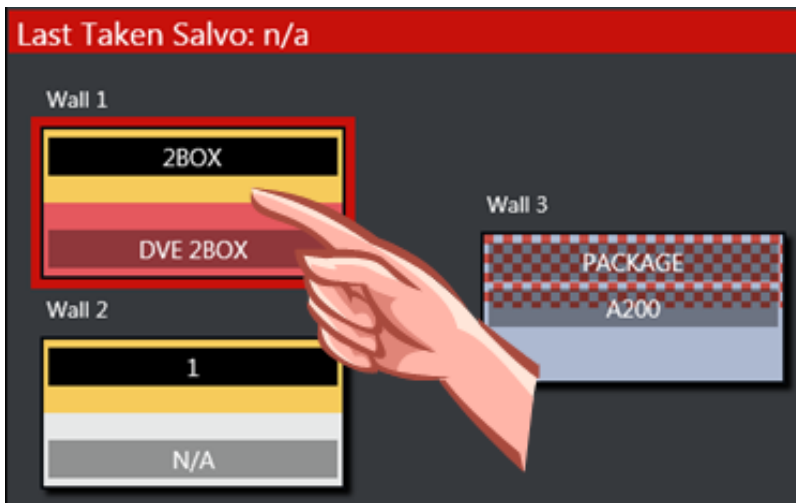 Last Taken Salvo: n/a
Wall 1
2BOX
DVE 2BOX
Wall 2
1
N/A
Wall 3
PACKAGE
A200